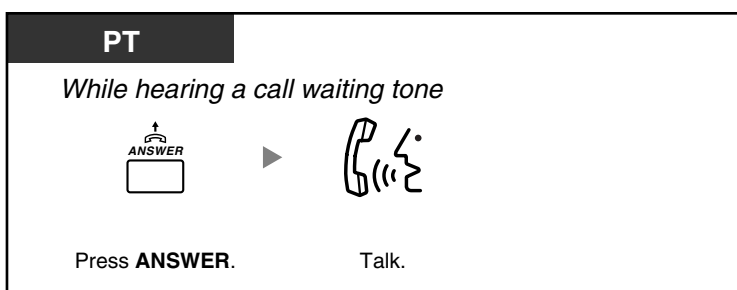 PT
While hearing a call waiting tone
ANSWER
Press ANSWER.
Talk.